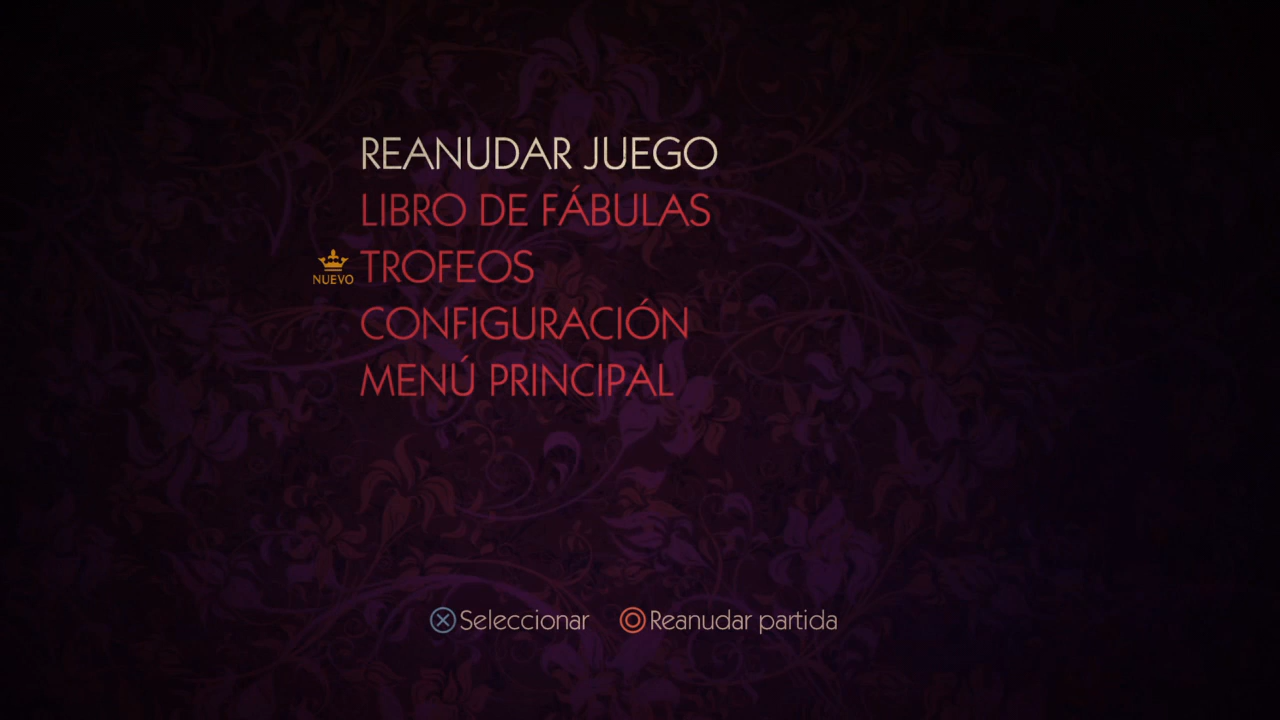 REANUDAR JUEGO
LIBRO DE FÁBULAS
NUEVO TROFEOS
CONFIGURACIÓN
MENÚ PRINCIPAL
Seleccionar Reanudar partida